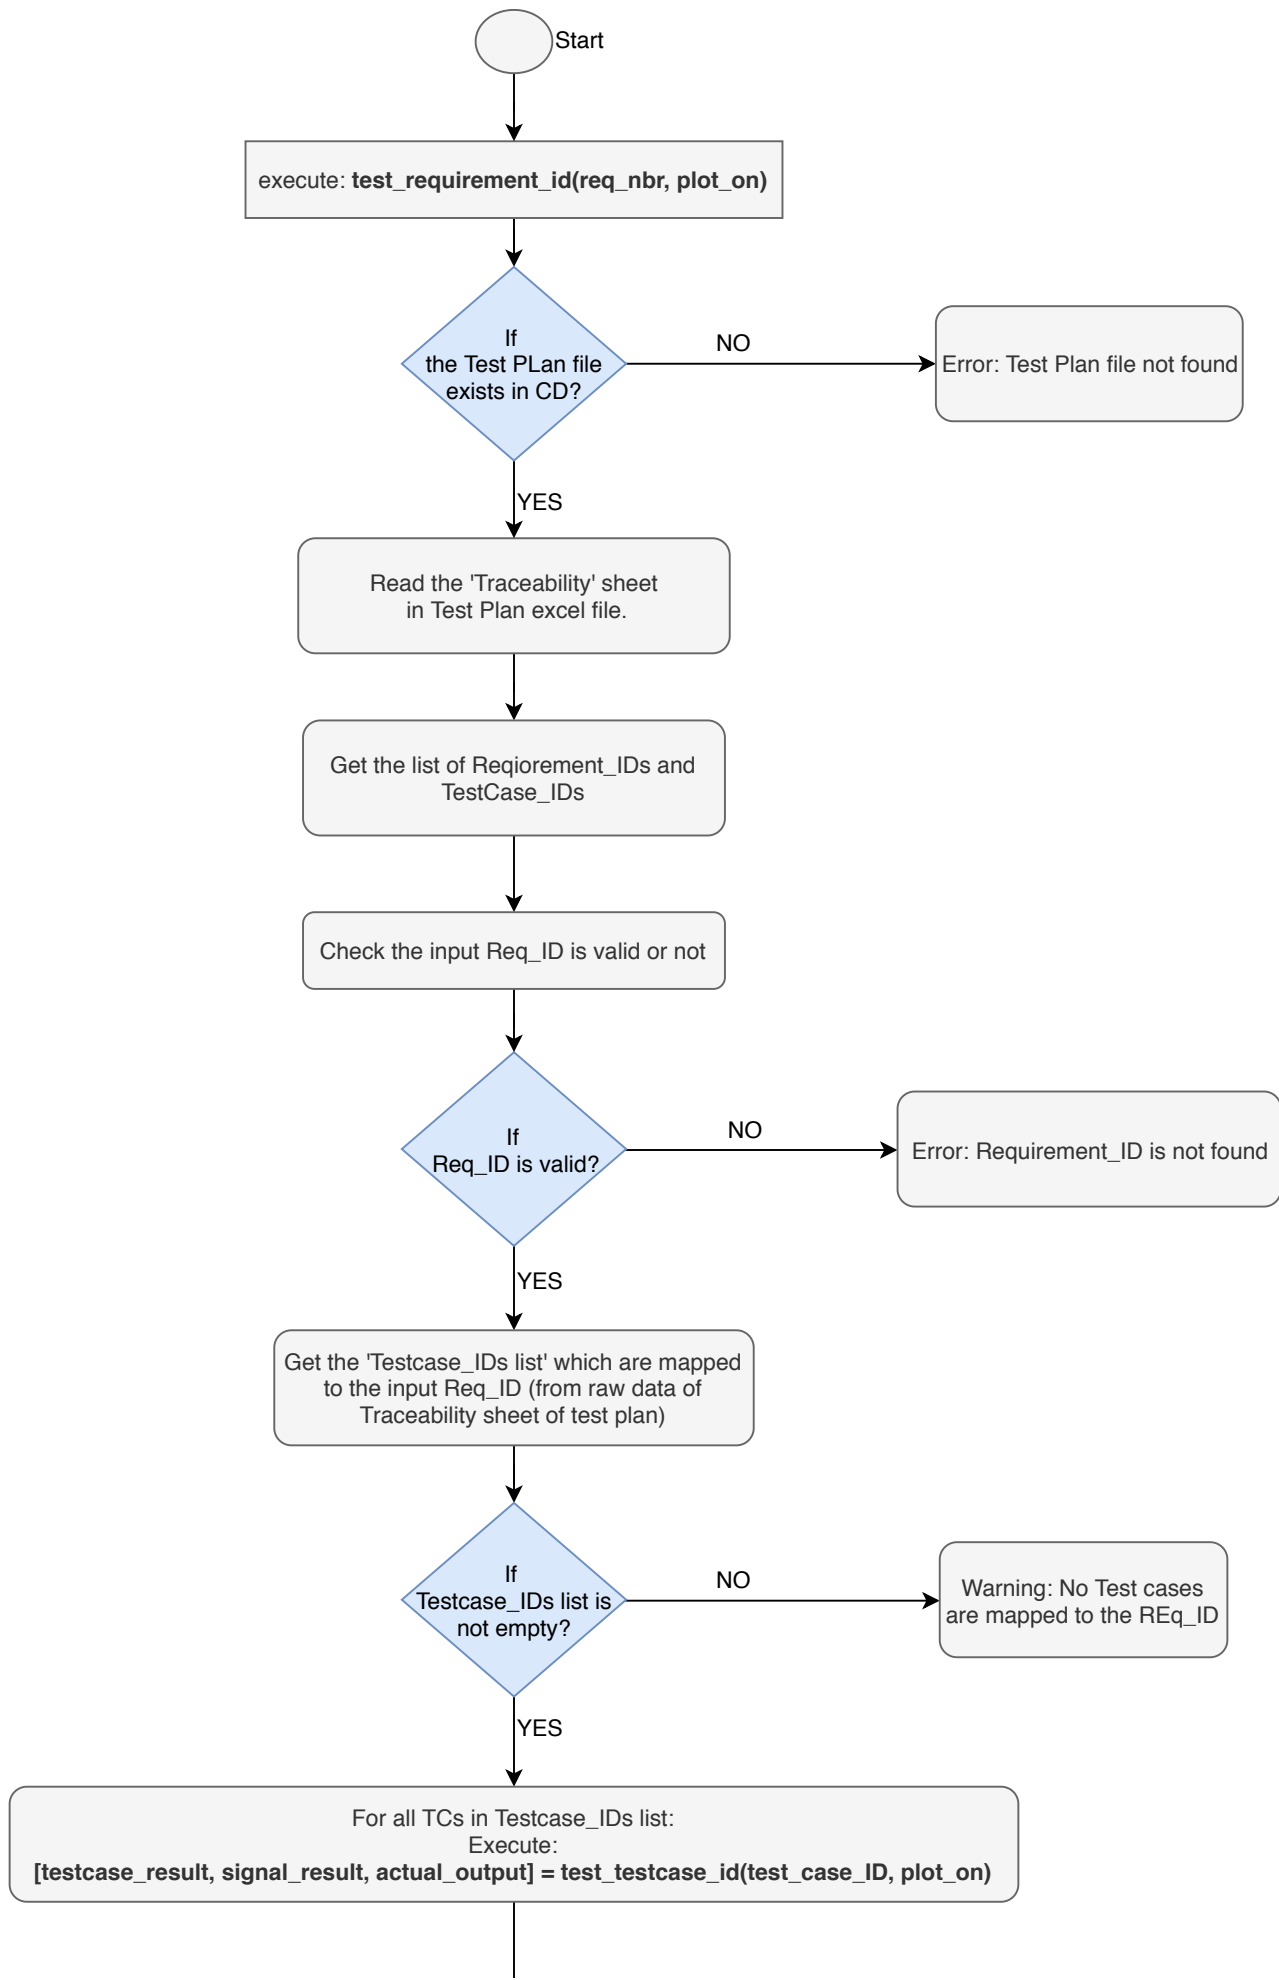 Start
execute: test_requirement_id(req_nbr, plot_on)
If
the Test PLan file
exists in CD?
NO
Error: Test Plan file not found
YES
Read the 'Traceability' sheet
in Test Plan excel file.
Get the list of Reqiorement_IDs and
TestCase_IDs
Check the input Req_ID is valid or not
If
Req_ID is valid?
NO
Error: Requirement_ID is not found
YES
Get the 'Testcase_IDs list' which are mapped
to the input Req_ID (from raw data of
Traceability sheet of test plan)
If
Testcase_IDs list is
not empty?
NO
Warning: No Test cases
are mapped to the REq_ID
YES
For all TCs in Testcase_IDs list:
Execute:
[testcase_result, signal_result, actual_output] = test_testcase_id(test_case_ID, plot_on)